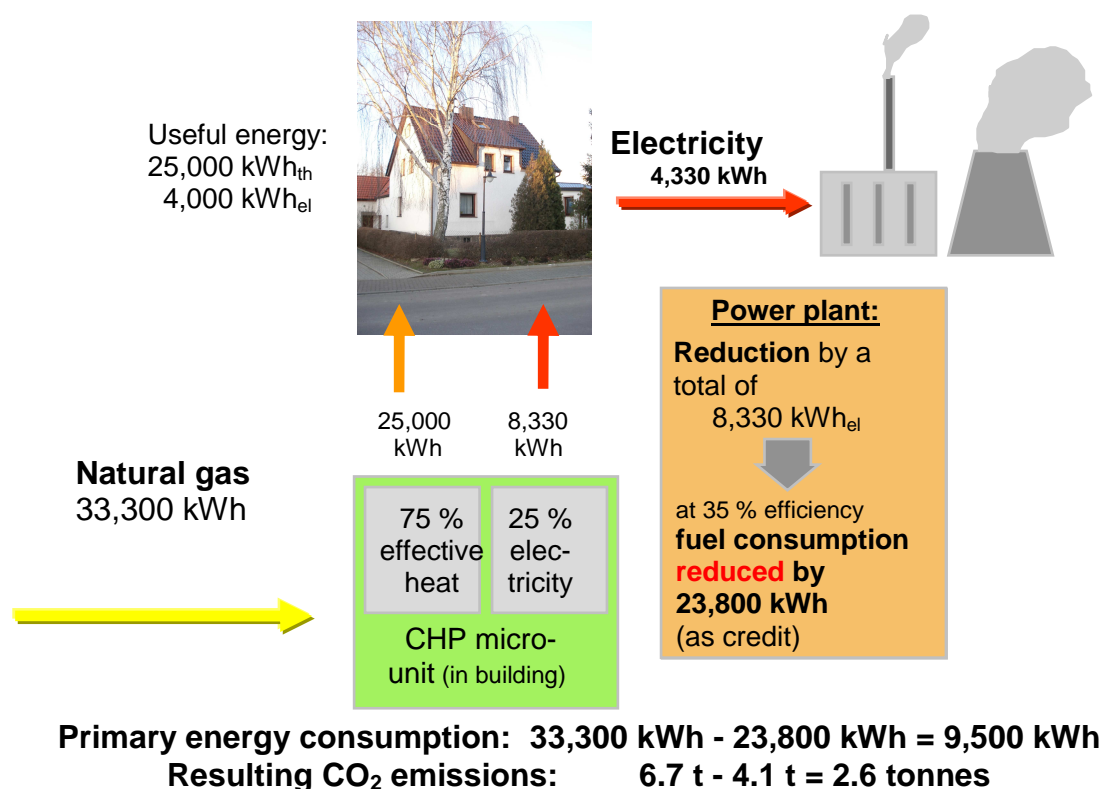 Useful energy:
25,000 kWhth
4,000 kWhel
Electricity
4,330 kWh
Power plant:
Reduction by a
total of
8,330 kWhel
at 35 % efficiency
fuel consumption
reduced by
23,800 kWh
(as credit)
25,000
kWh
8,330
kWh
Natural gas
33,300 kWh
75 %
effective
heat
25 %
elec-
tricity
CHP micro-
unit (in building)
Primary energy consumption: 33,300 kWh - 23,800 kWh = 9,500 kWh
Resulting CO2 emissions: 6.7 t - 4.1 t = 2.6 tonnes